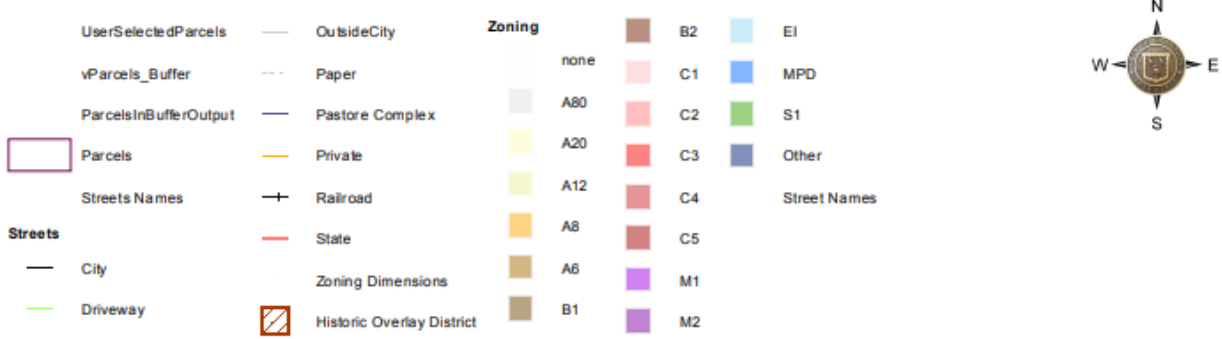 UserSelectedParcels
vParcels_Buffer
ParcelsInBufferOutput
Parcels
Streets Names
Streets
City
Driveway
OutsideCity
Paper
Pastore Complex
Private
Railroad
State
Zoning Dimensions
Historic Overlay District
Zoning
none
A80
A20
A12
A8
A6
B1
B2
C1
C2
C3
C4
C5
M1
M2
EI
MPD
S1
Other
Street Names
N
W
E
S